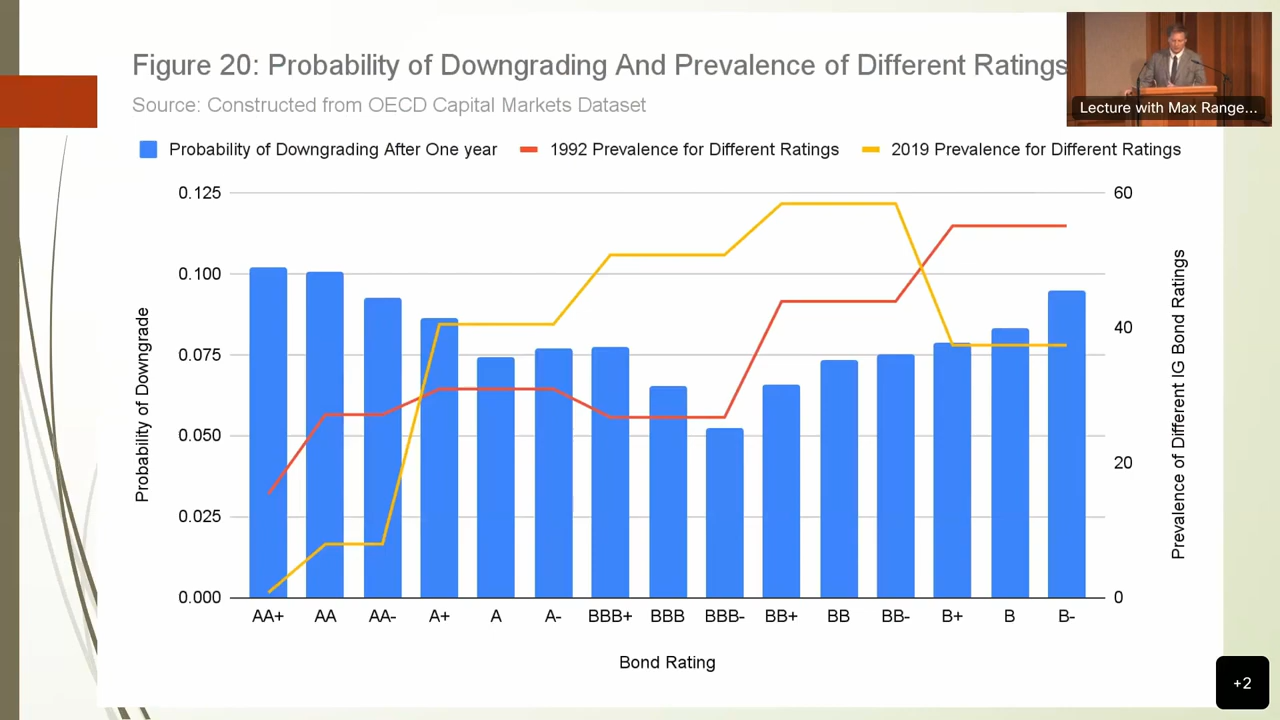 Figure 20: Probability of Downgrading And Prevalence of Different Ratings
Source: Constructed from OECD Capital Markets Dataset
Lecture with Max Range...
Probability of Downgrading After One year
1992 Prevalence for Different Ratings
2019 Prevalence for Different Ratings
Probability of Downgrade
0.125
0.100
0.075
0.050
0.025
0.000
60
40
20
0
Prevalence of Different IG Bond Ratings
AA+ AA AA- A+ A A- BBB+ BBB BBB- BB+ BB BB- B+ B B-
Bond Rating
+2